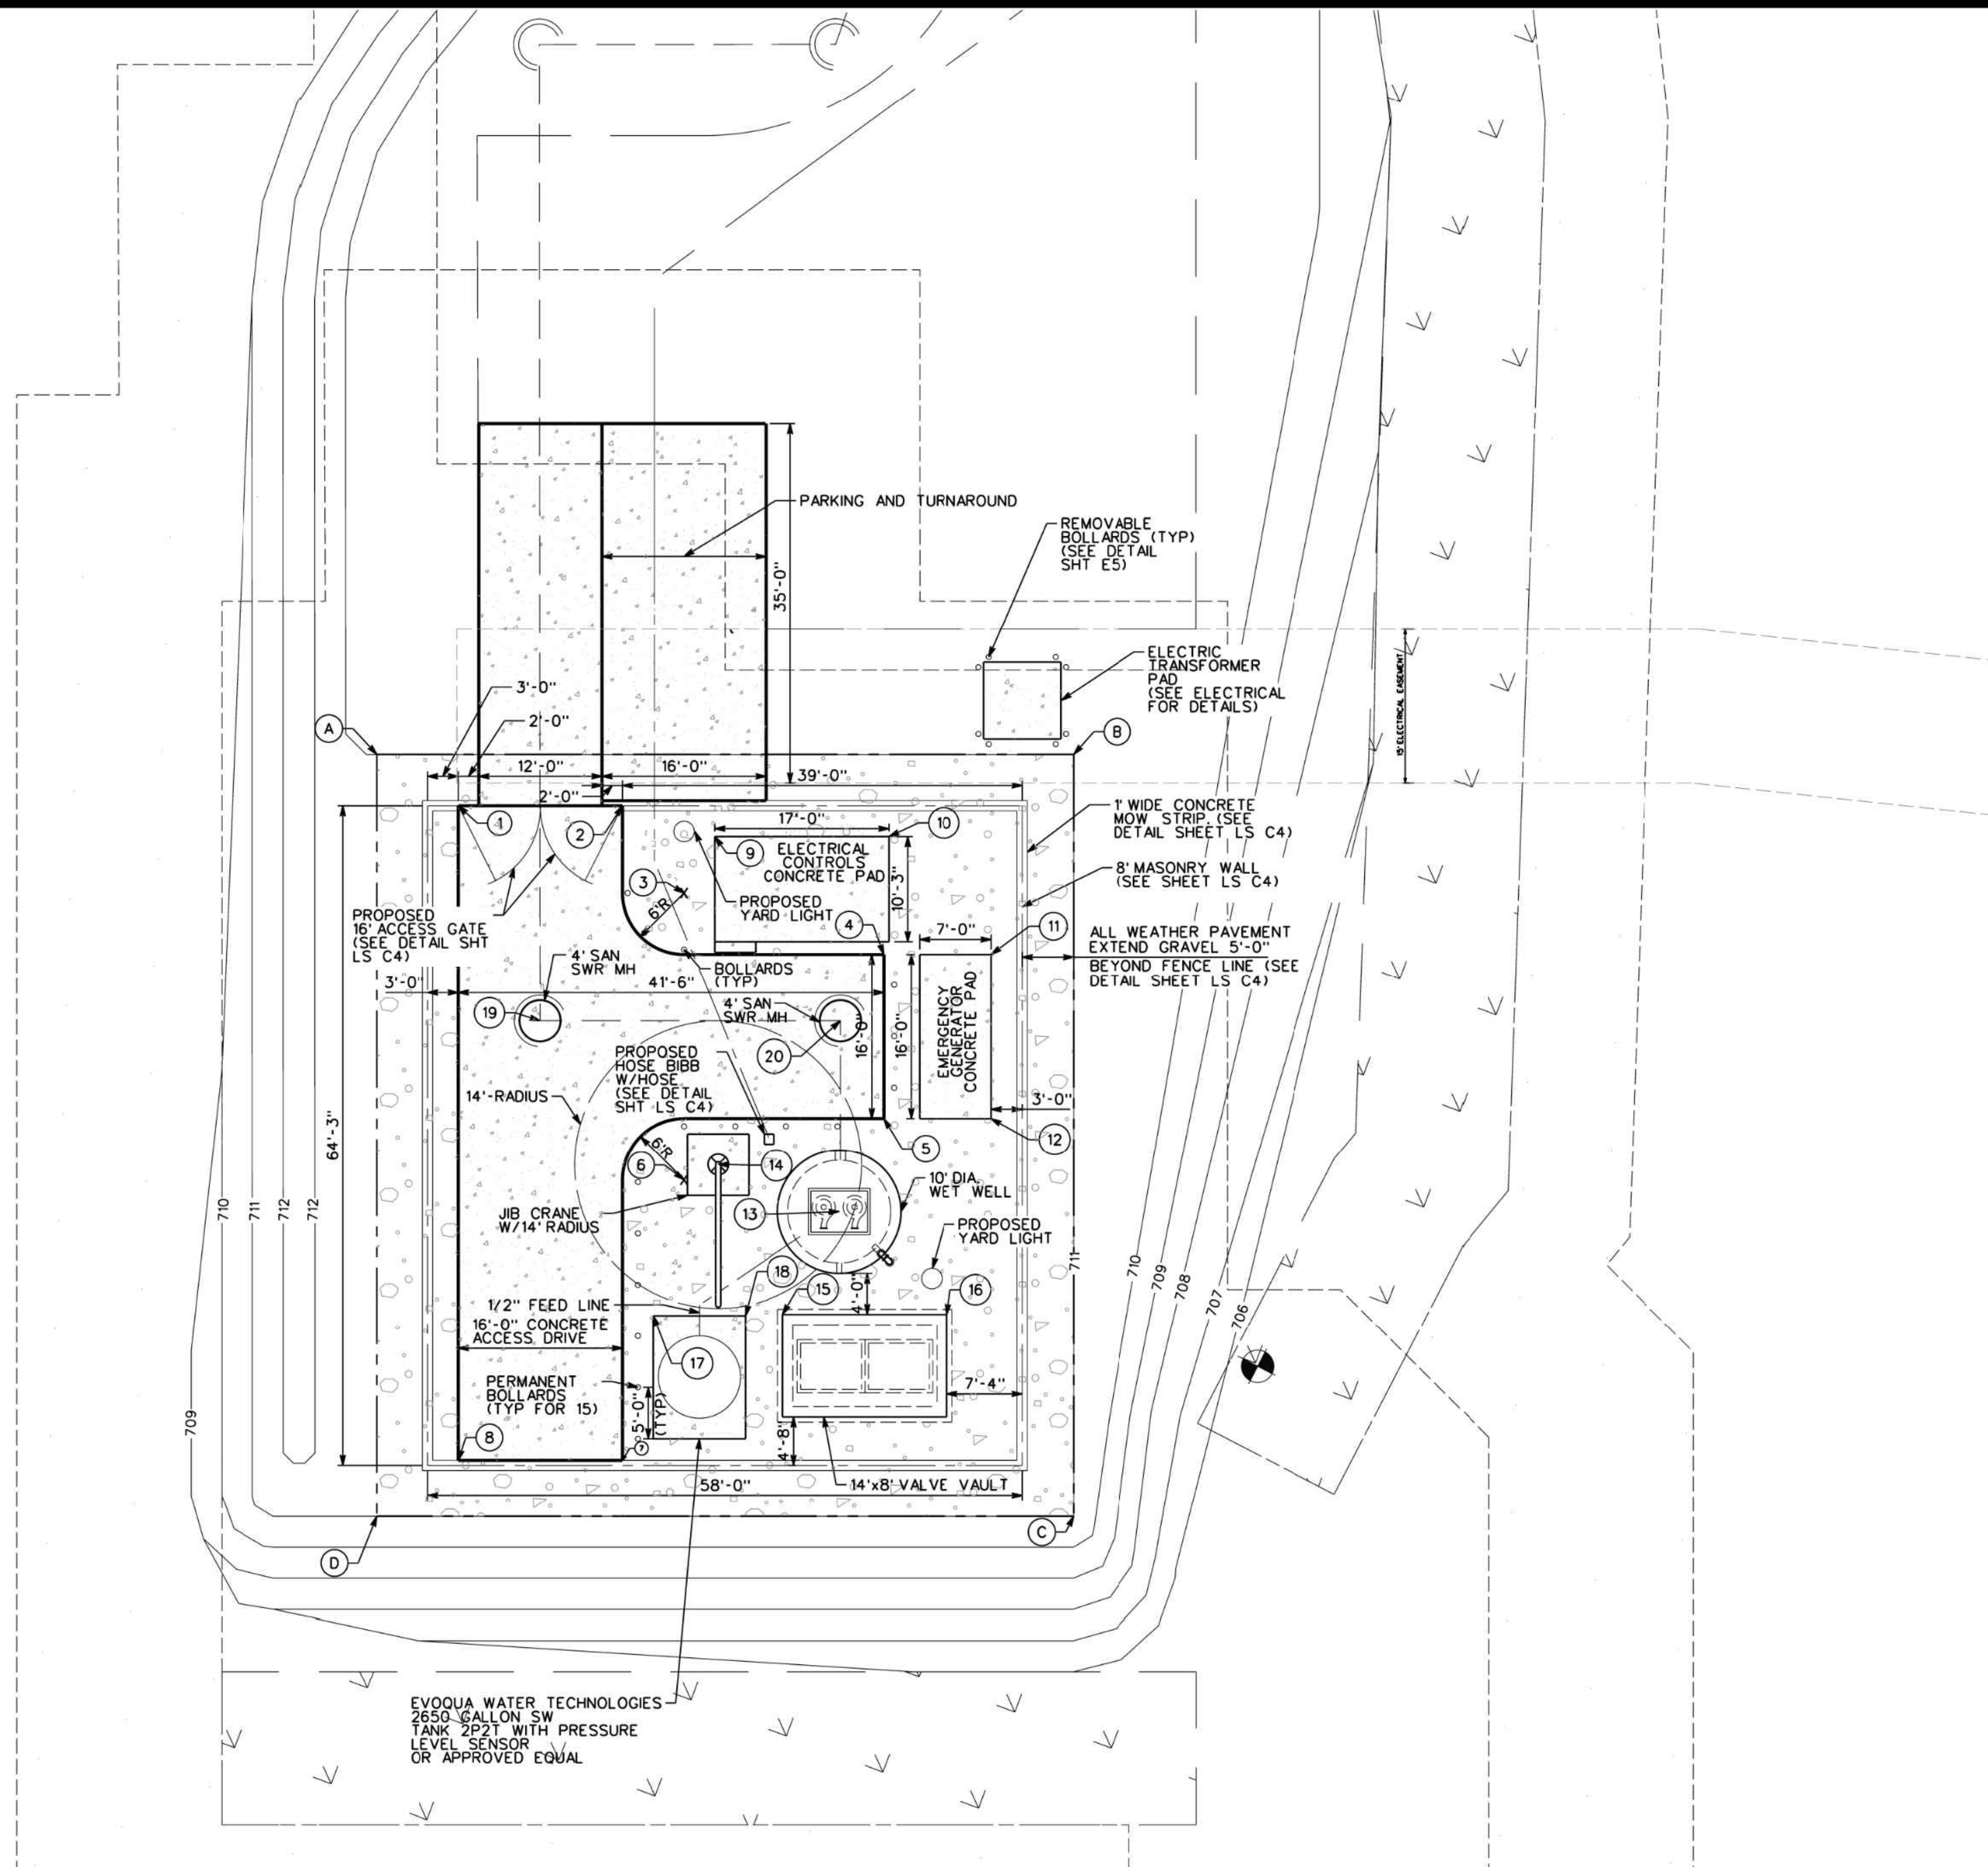 PARKING AND TURNAROUND
REMOVABLE
BOLLARDS (TYP)
(SEE DETAIL
SHT E5)
35'-0"
ELECTRIC
TRANSFORMER
PAD
(SEE ELECTRICAL
FOR DETAILS)
15' ELECTRICAL EASEMENT
3'-0"
2'-0"
A
B
12'-0"
16'-0"
39'-0"
2'-0"
1
2
17'-0"
10
1' WIDE CONCRETE
MOW STRIP. (SEE
DETAIL SHEET LS C4)
9
ELECTRICAL
CONTROLS
CONCRETE PAD
10'-3"
8' MASONRY WALL
(SEE SHEET LS C4)
3
6'R
PROPOSED
YARD LIGHT
4
PROPOSED
16' ACCESS GATE
(SEE DETAIL SHT
LS C4)
7'-0"
11
ALL WEATHER PAVEMENT
EXTEND GRAVEL 5'-0"
BEYOND FENCE LINE (SEE
DETAIL SHEET LS C4)
4' SAN
SWR MH
BOLLARDS
(TYP)
3'-0"
41'-6"
4' SAN
SWR MH
19
20
16'-0"
16'-0"
EMERGENCY
GENERATOR
CONCRETE PAD
PROPOSED
HOSE BIBB
W/HOSE
(SEE DETAIL
SHT LS C4)
14'-RADIUS
3'-0"
64'-3"
5
12
6'R
6
14
10' DIA.
WET WELL
JIB CRANE
W/14' RADIUS
13
PROPOSED
YARD LIGHT
710
711
712
712
711
710
709
708
707
706
18
15
4'-0"
16
1/2" FEED LINE
16'-0" CONCRETE
ACCESS DRIVE
17
PERMANENT
BOLLARDS
(TYP FOR 15)
5'-0"
(TYP)
7'-4"
709
8
7
4'-8"
58'-0"
14'x8' VALVE VAULT
C
D
EVOQUA WATER TECHNOLOGIES
2650 GALLON SW
TANK 2P2T WITH PRESSURE
LEVEL SENSOR
OR APPROVED EQUAL